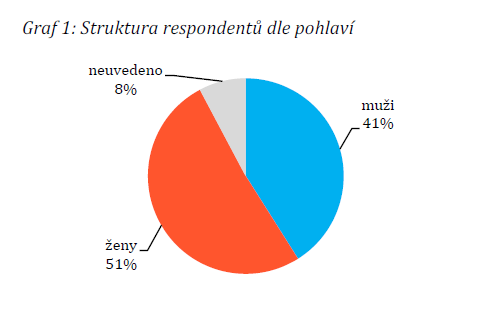 Graf 1: Struktura respondentů dle pohlaví
neuvedeno
8%
muži
41%
ženy
51%